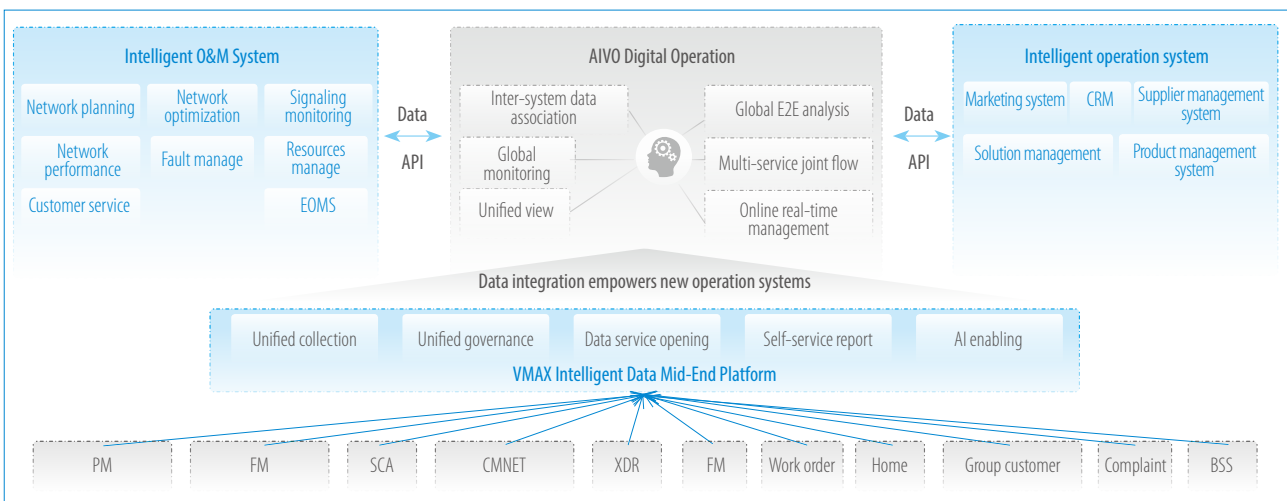 Intelligent O&M System
Network planning
Network
optimization
Signaling
monitoring
Network
performance
Fault manage
Resources
manage
Customer service
EOMS
Data
API
AIVO Digital Operation
Inter-system data
association
Global
monitoring
Unified view
Global E2E analysis
Multi-service joint flow
Online real-time
management
Data
API
Intelligent operation system
Marketing system
CRM
Supplier management
system
Solution management
Product management
system
Data integration empowers new operation systems
Unified collection
Unified governance
Data service opening
Self-service report
AI enabling
VMAX Intelligent Data Mid-End Platform
PM
FM
SCA
CMNET
XDR
FM
Work order
Home
Group customer
Complaint
BSS